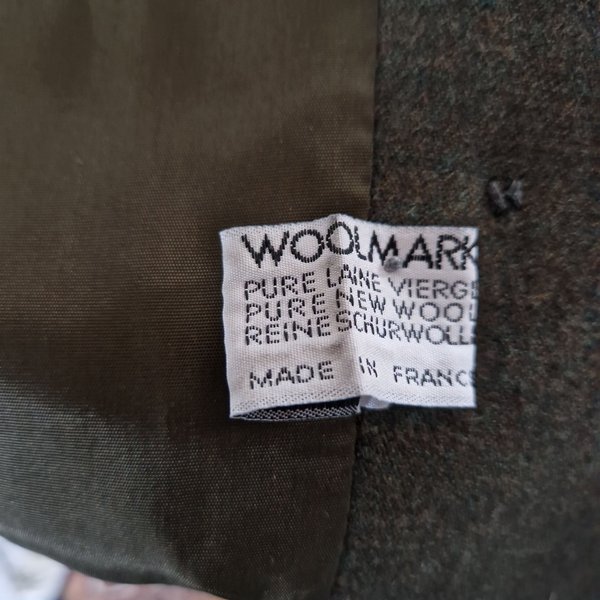 WOOLMARK
PURE LAINE VIERGE
PURE NEW WOOL
REINE SCHURWOLLE
MADE IN FRANCE